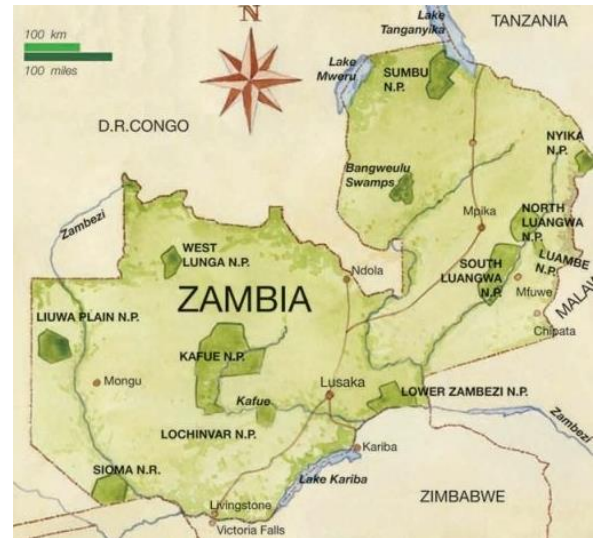 100 km
100 miles
N
Lake
Tanganyika
TANZANIA
Lake
Mweru
SUMBU
N.P.
D.R.CONGO
NYIKA
N.P.
Bangweulu
Swamps
Zambezi
Mpika
NORTH
LUANGWA
N.P.
WEST
LUNGA N.P.
Ndola
SOUTH
LUANGWA
N.P.
LUAMBE
N.P.
ZAMBIA
Mfuwe
MALAWI
LIUWA PLAIN N.P.
Chipata
KAFUE N.P.
Mongu
Lusaka
LOWER ZAMBEZI N.P.
Kafue
Zambezi
LOCHINVAR N.P.
Kariba
SIOMA N.R.
Lake Kariba
ZIMBABWE
Livingstone
Victoria Falls